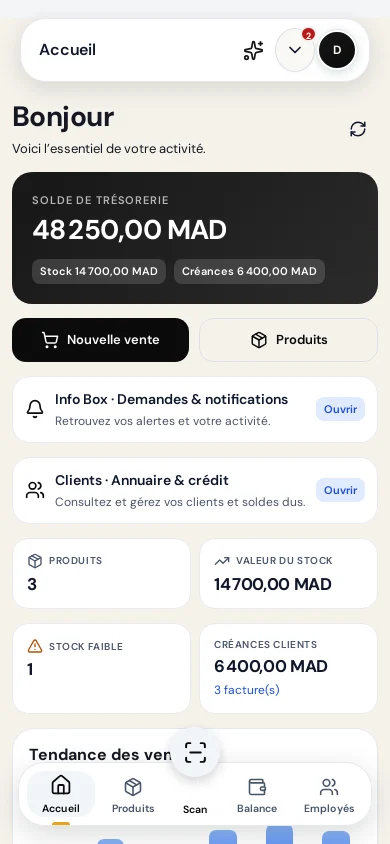 Accueil
2
D
Bonjour
Voici l’essentiel de votre activité.
SOLDE DE TRÉSORERIE
48 250,00 MAD
Stock 14 700,00 MAD
Créances 6 400,00 MAD
Nouvelle vente
Produits
Info Box · Demandes & notifications
Retrouvez vos alertes et votre activité.
Ouvrir
Clients · Annuaire & crédit
Consultez et gérez vos clients et soldes dus.
Ouvrir
PRODUITS
3
VALEUR DU STOCK
14 700,00 MAD
STOCK FAIBLE
1
CRÉANCES CLIENTS
6 400,00 MAD
3 facture(s)
Tendance des
Accueil
Produits
Scan
Balance
Employés